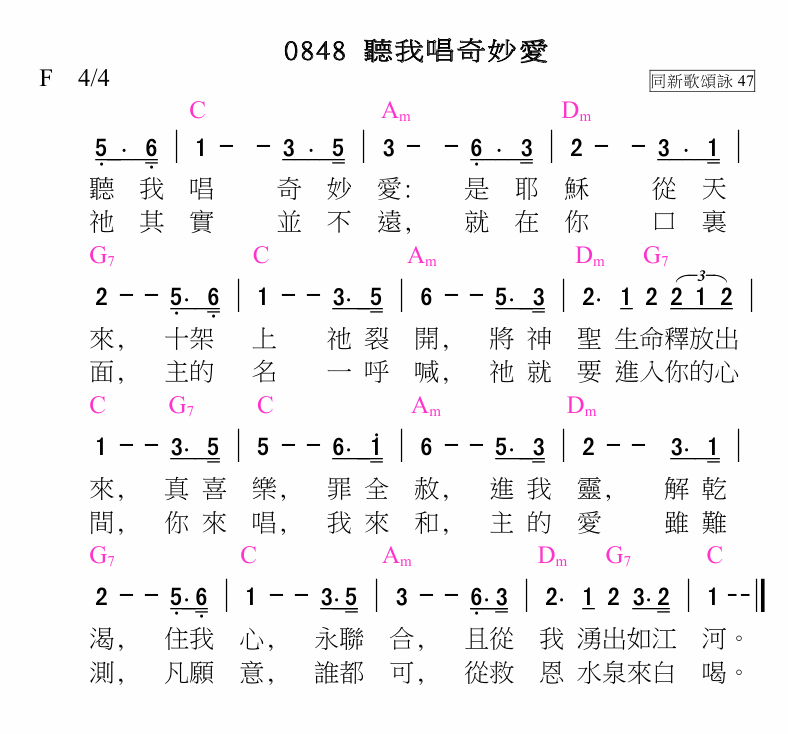 0848 聽我唱奇妙愛
F 4/4
同新歌頌詠 47
C Am Dm
5 . 6 | 1 - - 3 . 5 | 3 - - 6 . 3 | 2 - - 3 . 1 |
聽 我 唱 奇 妙 愛： 是 耶 穌 從 天
祂 其 實 並 不 遠， 就 在 你 口 裏
G7 C Am Dm G7
2 - - 5. 6 | 1 - - 3. 5 | 6 - - 5. 3 | 2. 1 2 2 1 2 |
3
來， 十架 上 祂 裂 開， 將 神 聖 生命釋放出
面， 主的 名 一 呼 喊， 祂 就 要 進入你的心
C G7 C Am Dm
1 - - 3. 5 | 5 - - 6. 1 | 6 - - 5. 3 | 2 - - 3. 1 |
來， 真 喜 樂， 罪 全 赦， 進 我 靈， 解 乾
間， 你 來 唱， 我 來 和， 主 的 愛 雖 難
G7 C Am Dm G7 C
2 - - 5. 6 | 1 - - 3. 5 | 3 - - 6. 3 | 2. 1 2 3. 2 | 1 - - ‖
渴， 住我 心， 永聯 合， 且從 我 湧出如江 河。
測， 凡願 意， 誰都 可， 從救 恩 水泉來白 喝。